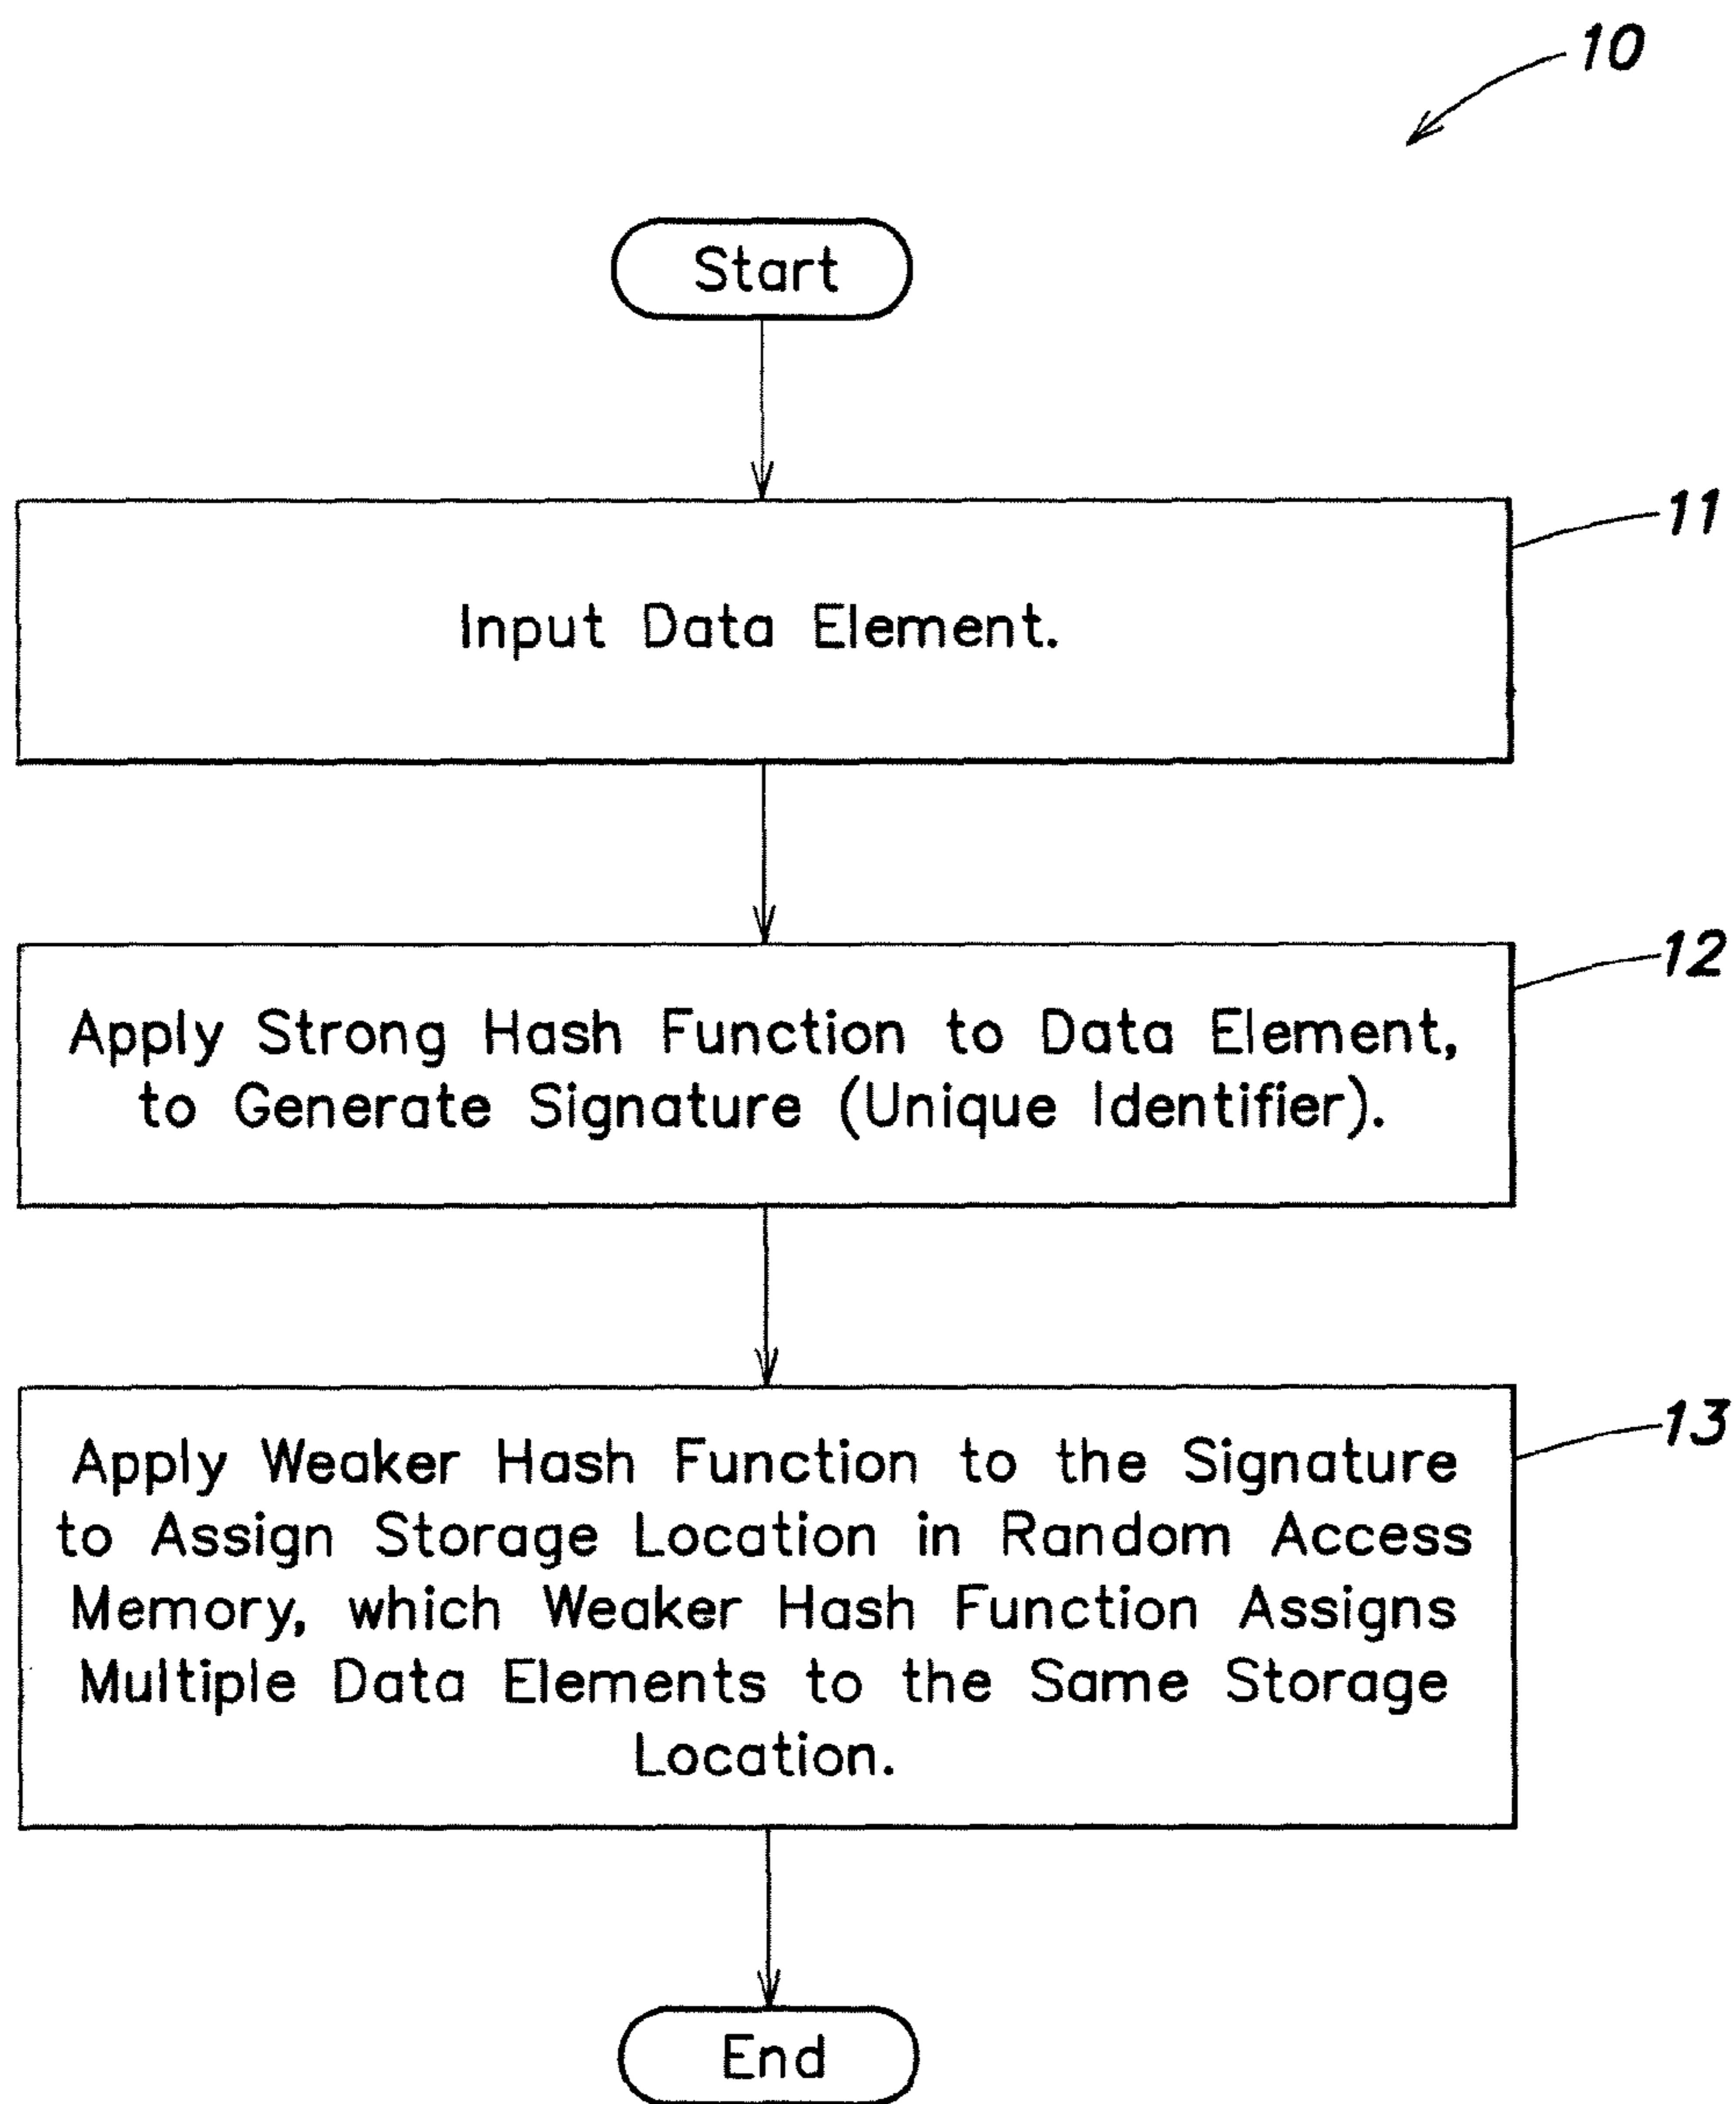 10
Start
11
Input Data Element.
12
Apply Strong Hash Function to Data Element,
to Generate Signature (Unique Identifier).
13
Apply Weaker Hash Function to the Signature
to Assign Storage Location in Random Access
Memory, which Weaker Hash Function Assigns
Multiple Data Elements to the Same Storage
Location.
End